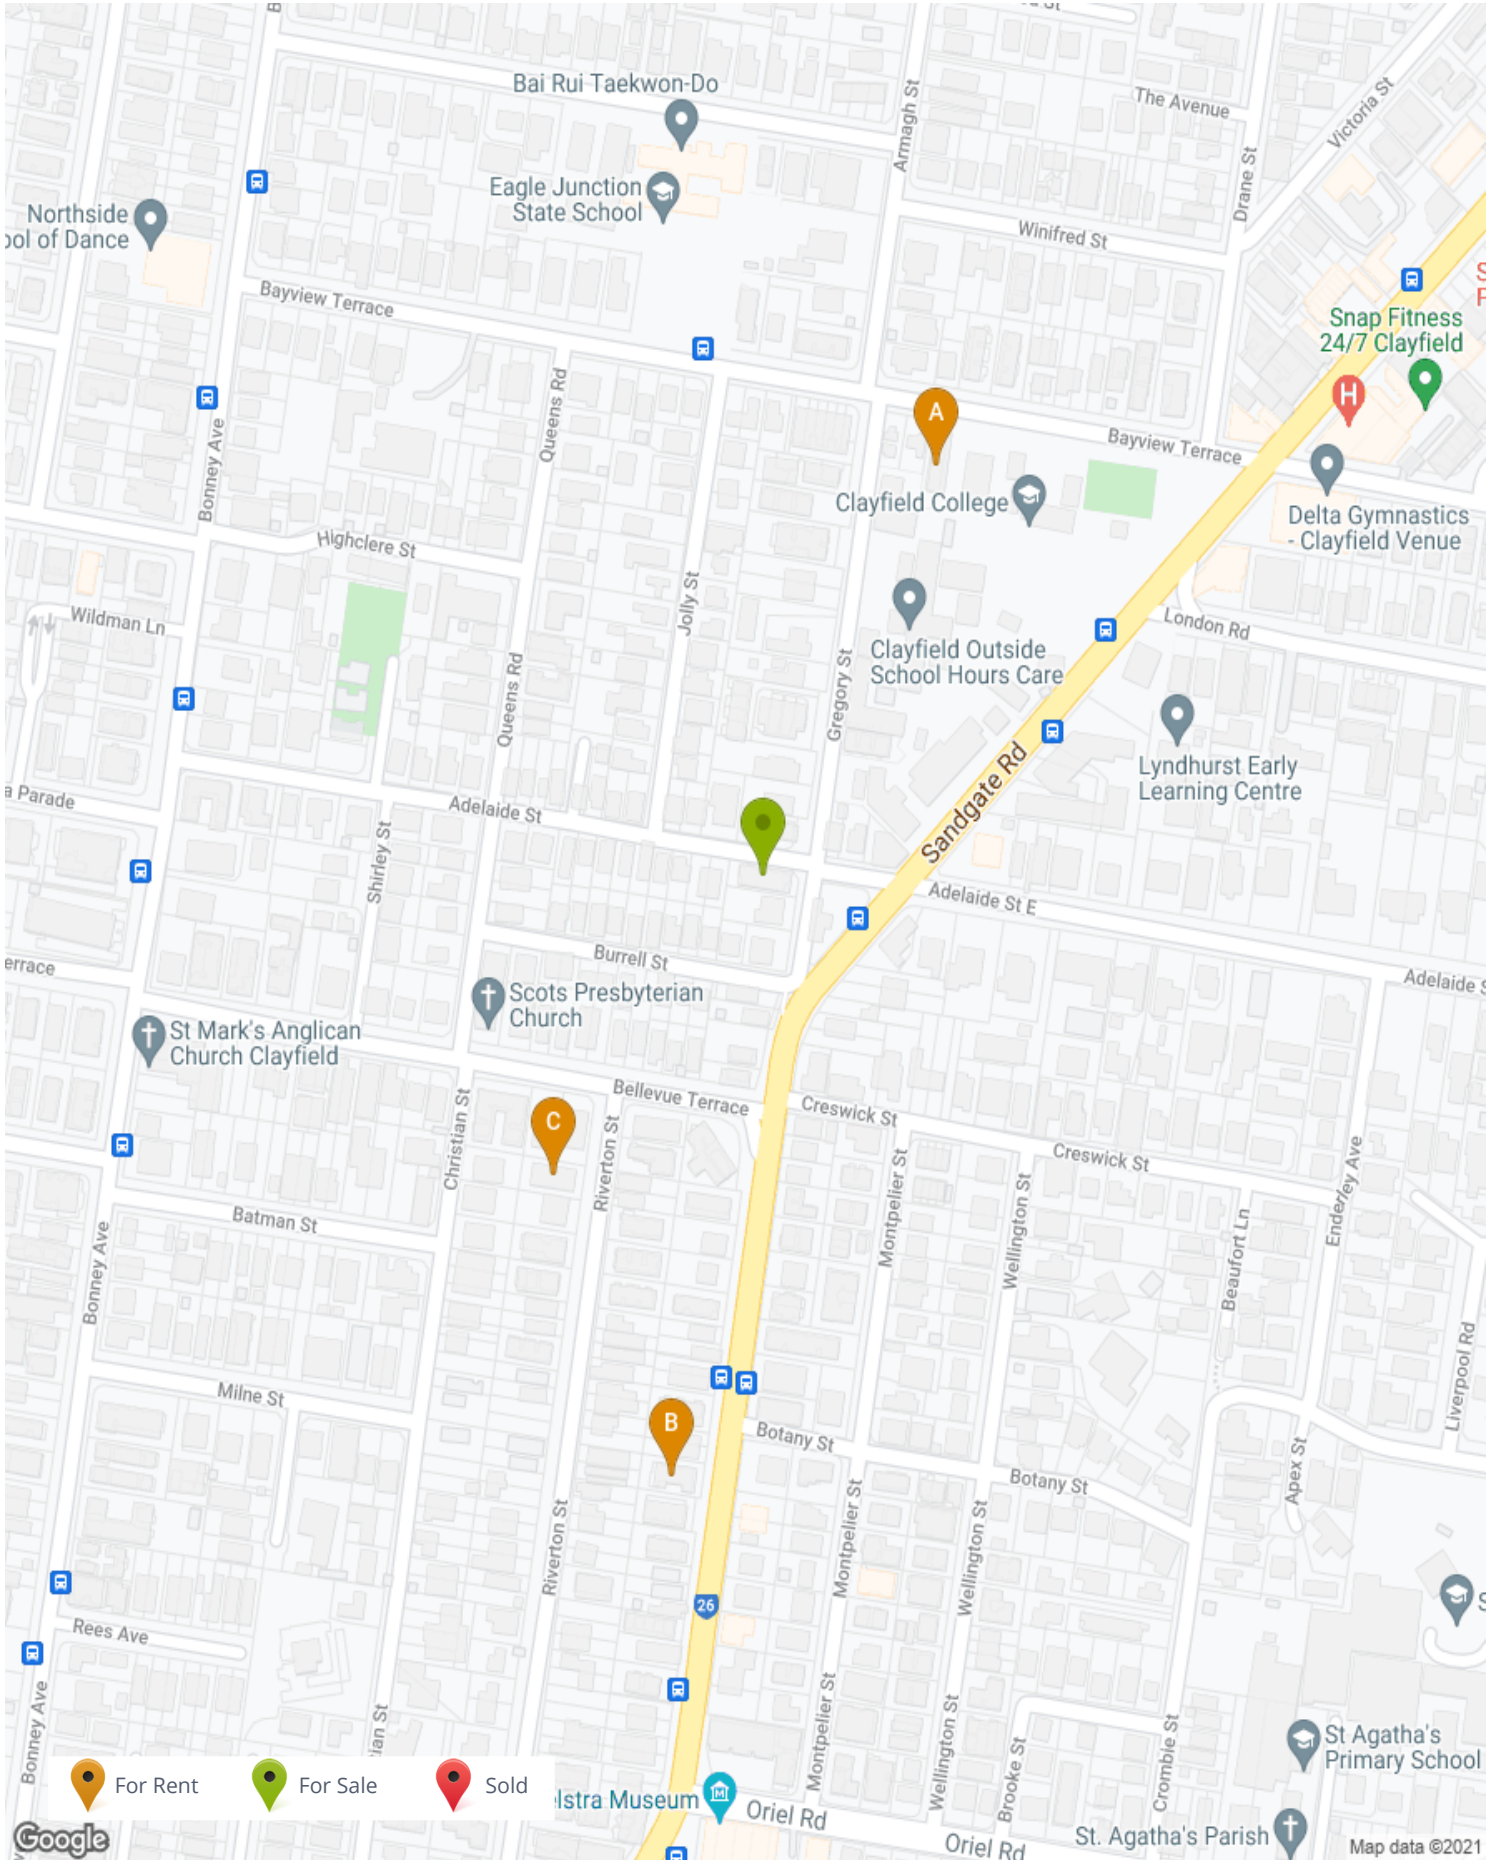 Bai Rui Taekwon-Do
Armagh St
The Avenue
Victoria St
Drane St
Eagle Junction
State School
Northside
ool of Dance
Winifred St
Bayview Terrace
Snap Fitness
24/7 Clayfield
H
Queens Rd
A
Bayview Terrace
Bonney Ave
Clayfield College
Delta Gymnastics
- Clayfield Venue
Highclere St
Jolly St
Wildman Ln
London Rd
Clayfield Outside
School Hours Care
Gregory St
Queens Rd
Lyndhurst Early
Learning Centre
Sandgate Rd
a Parade
Adelaide St
Shirley St
Adelaide St E
Burrell St
errace
Adelaide S
Scots Presbyterian
Church
St Mark's Anglican
Church Clayfield
Bellevue Terrace
Creswick St
C
Christian St
Riverton St
Montpelier St
Creswick St
Wellington St
Enderley Ave
Batman St
Beaufort Ln
Bonney Ave
Liverpool Rd
Milne St
B
Botany St
Botany St
Apex St
Riverton St
Montpelier St
Wellington St
26
S
Rees Ave
Bonney Ave
ian St
Montpelier St
Wellington St
Brooke St
Crombie St
St Agatha's
Primary School
For Rent
For Sale
Sold
elstra Museum
M
Oriel Rd
Oriel Rd
St. Agatha's Parish
Google
Map data ©2021